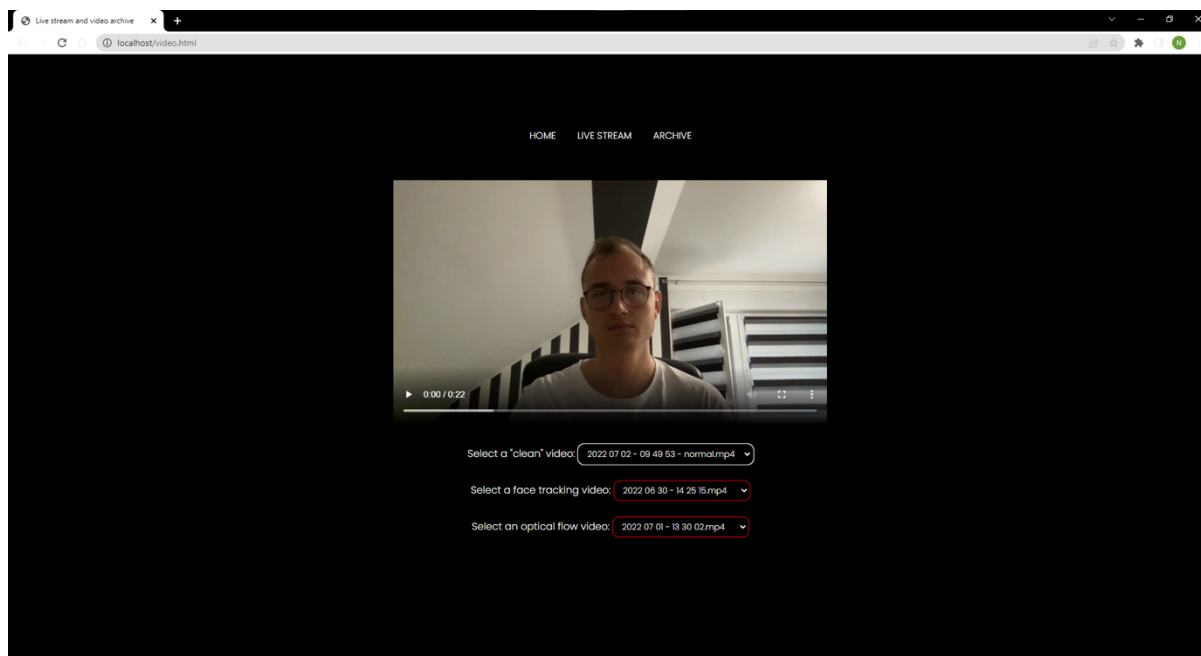 Live stream and video archive
localhost/video.html
N
HOME LIVE STREAM ARCHIVE
0:00 / 0:22
Select a "clean" video: 2022 07 02 - 09 49 53 - normal.mp4
Select a face tracking video: 2022 06 30 - 14 25 15.mp4
Select an optical flow video: 2022 07 01 - 13 30 02.mp4